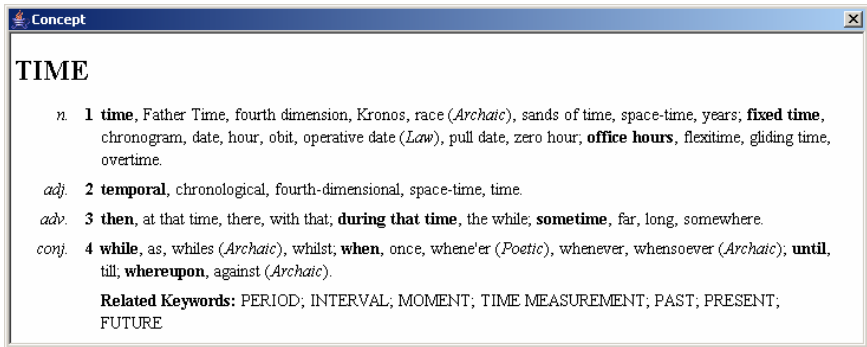 Concept
TIME
n. 1 time, Father Time, fourth dimension, Kronos, race (Archaic), sands of time, space-time, years; fixed time,
chronogram, date, hour, obit, operative date (Law), pull date, zero hour; office hours, flexitime, gliding time,
overtime.
adj. 2 temporal, chronological, fourth-dimensional, space-time, time.
adv. 3 then, at that time, there, with that; during that time, the while; sometime, far, long, somewhere.
conj. 4 while, as, whiles (Archaic), whilst; when, once, whene'er (Poetic), whenever, whensoever (Archaic); until,
till; whereupon, against (Archaic).
Related Keywords: PERIOD; INTERVAL; MOMENT; TIME MEASUREMENT; PAST; PRESENT;
FUTURE